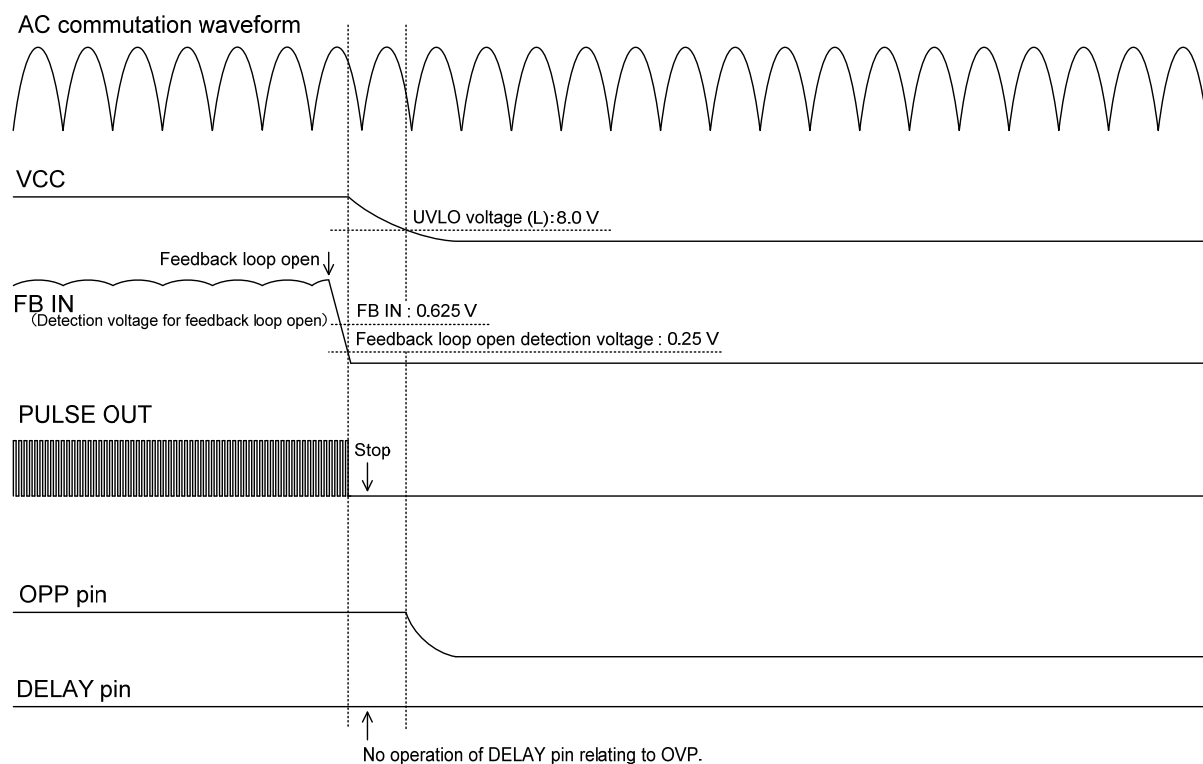 AC commutation waveform
VCC
UVLO voltage (L):8.0 V
Feedback loop open
FB IN
(Detection voltage for feedback loop open)
FB IN : 0.625 V
Feedback loop open detection voltage : 0.25 V
PULSE OUT
Stop
OPP pin
DELAY pin
No operation of DELAY pin relating to OVP.